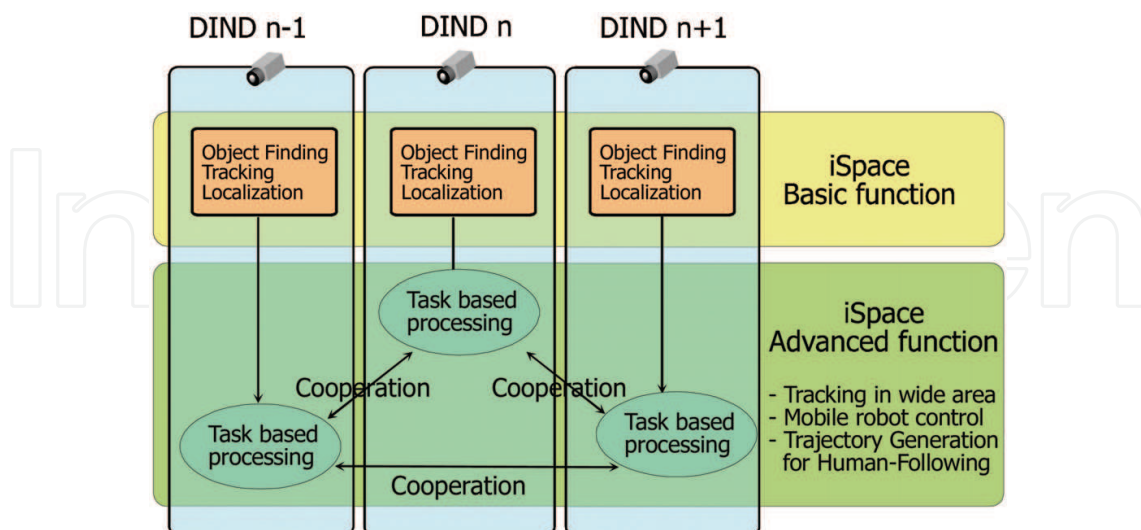 DIND n-1
DIND n
DIND n+1
Object Finding
Tracking
Localization
Object Finding
Tracking
Localization
Object Finding
Tracking
Localization
iSpace
Basic function
Task based
processing
iSpace
Advanced function
- Tracking in wide area
- Mobile robot control
- Trajectory Generation
for Human-Following
Cooperation
Cooperation
Task based
processing
Task based
processing
Cooperation